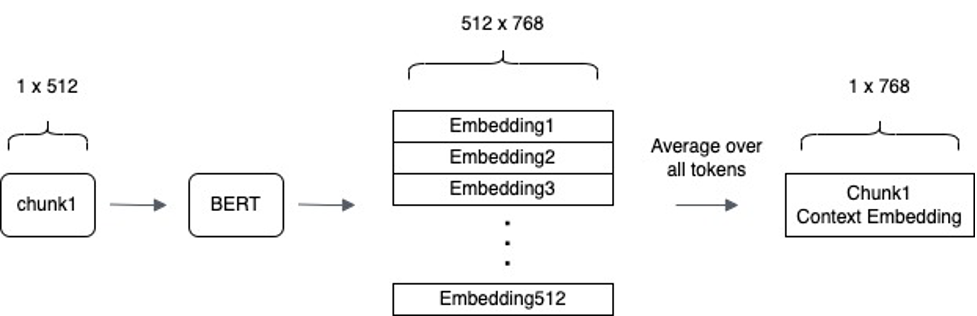 1 x 512
chunk1
BERT
512 x 768
Embedding1
Embedding2
Embedding3
Embedding512
Average over
all tokens
1 x 768
Chunk1
Context Embedding